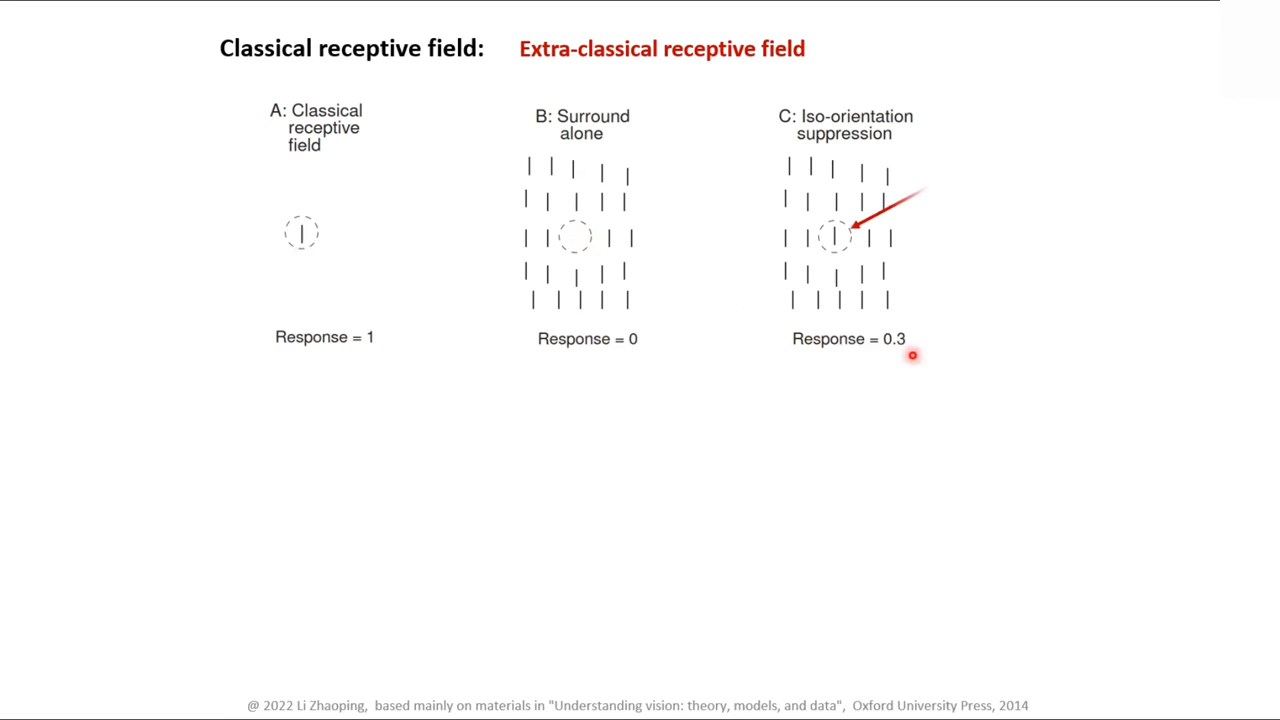 Classical receptive field: Extra-classical receptive field
A: Classical
receptive
field
B: Surround
alone
C: Iso-orientation
suppression
Response = 1
Response = 0
Response = 0.3
@ 2022 Li Zhaoping, based mainly on materials in "Understanding vision: theory, models, and data", Oxford University Press, 2014